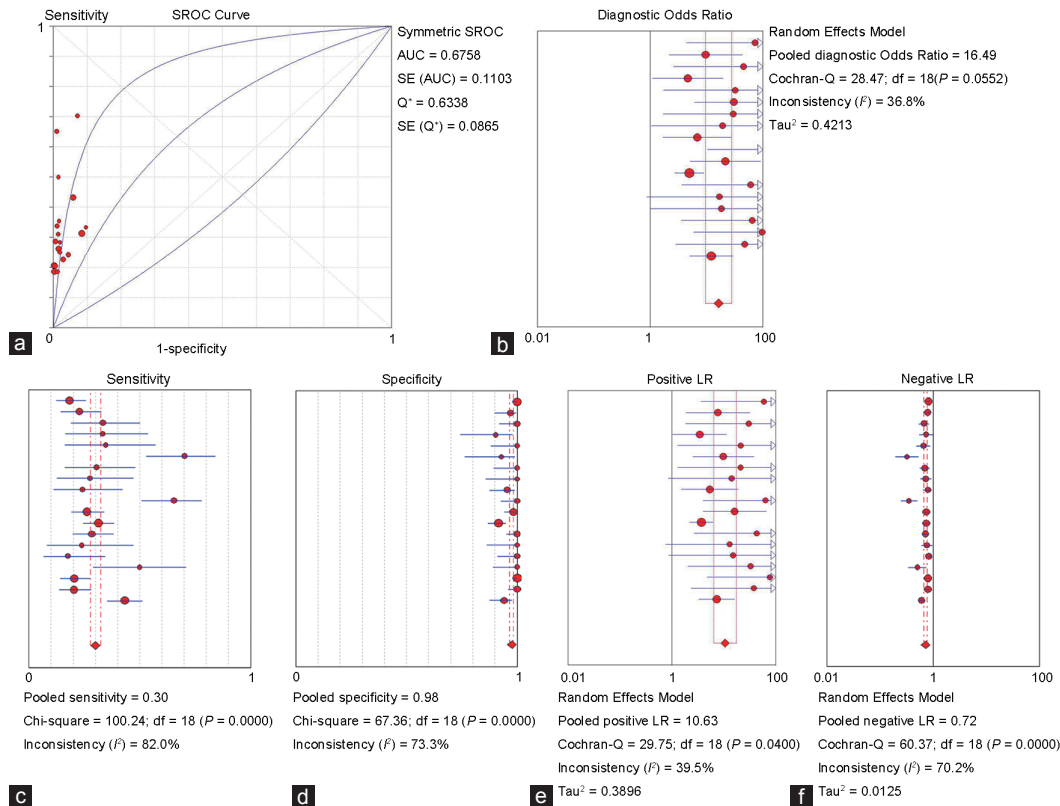 1 Sensitivity SROC Curve
Symmetric SROC
AUC = 0.6758
SE (AUC) = 0.1103
Q* = 0.6338
SE (Q*) = 0.0865
0 1
1-specificity
a
Diagnostic Odds Ratio
Random Effects Model
Pooled diagnostic Odds Ratio = 16.49
Cochran-Q = 28.47; df = 18(P = 0.0552)
Inconsistency (I²) = 36.8%
Tau² = 0.4213
0.01 1 100
b
Sensitivity
0 1
Pooled sensitivity = 0.30
Chi-square = 100.24; df = 18 (P = 0.0000)
Inconsistency (I²) = 82.0%
c
Specificity
0 1
Pooled specificity = 0.98
Chi-square = 67.36; df = 18 (P = 0.0000)
Inconsistency (I²) = 73.3%
d
Positive LR
0.01 1 100
Random Effects Model
Pooled positive LR = 10.63
Cochran-Q = 29.75; df = 18 (P = 0.0400)
Inconsistency (I²) = 39.5%
Tau² = 0.3896
e
Negative LR
0.01 1 100
Random Effects Model
Pooled negative LR = 0.72
Cochran-Q = 60.37; df = 18 (P = 0.0000)
Inconsistency (I²) = 70.2%
Tau² = 0.0125
f